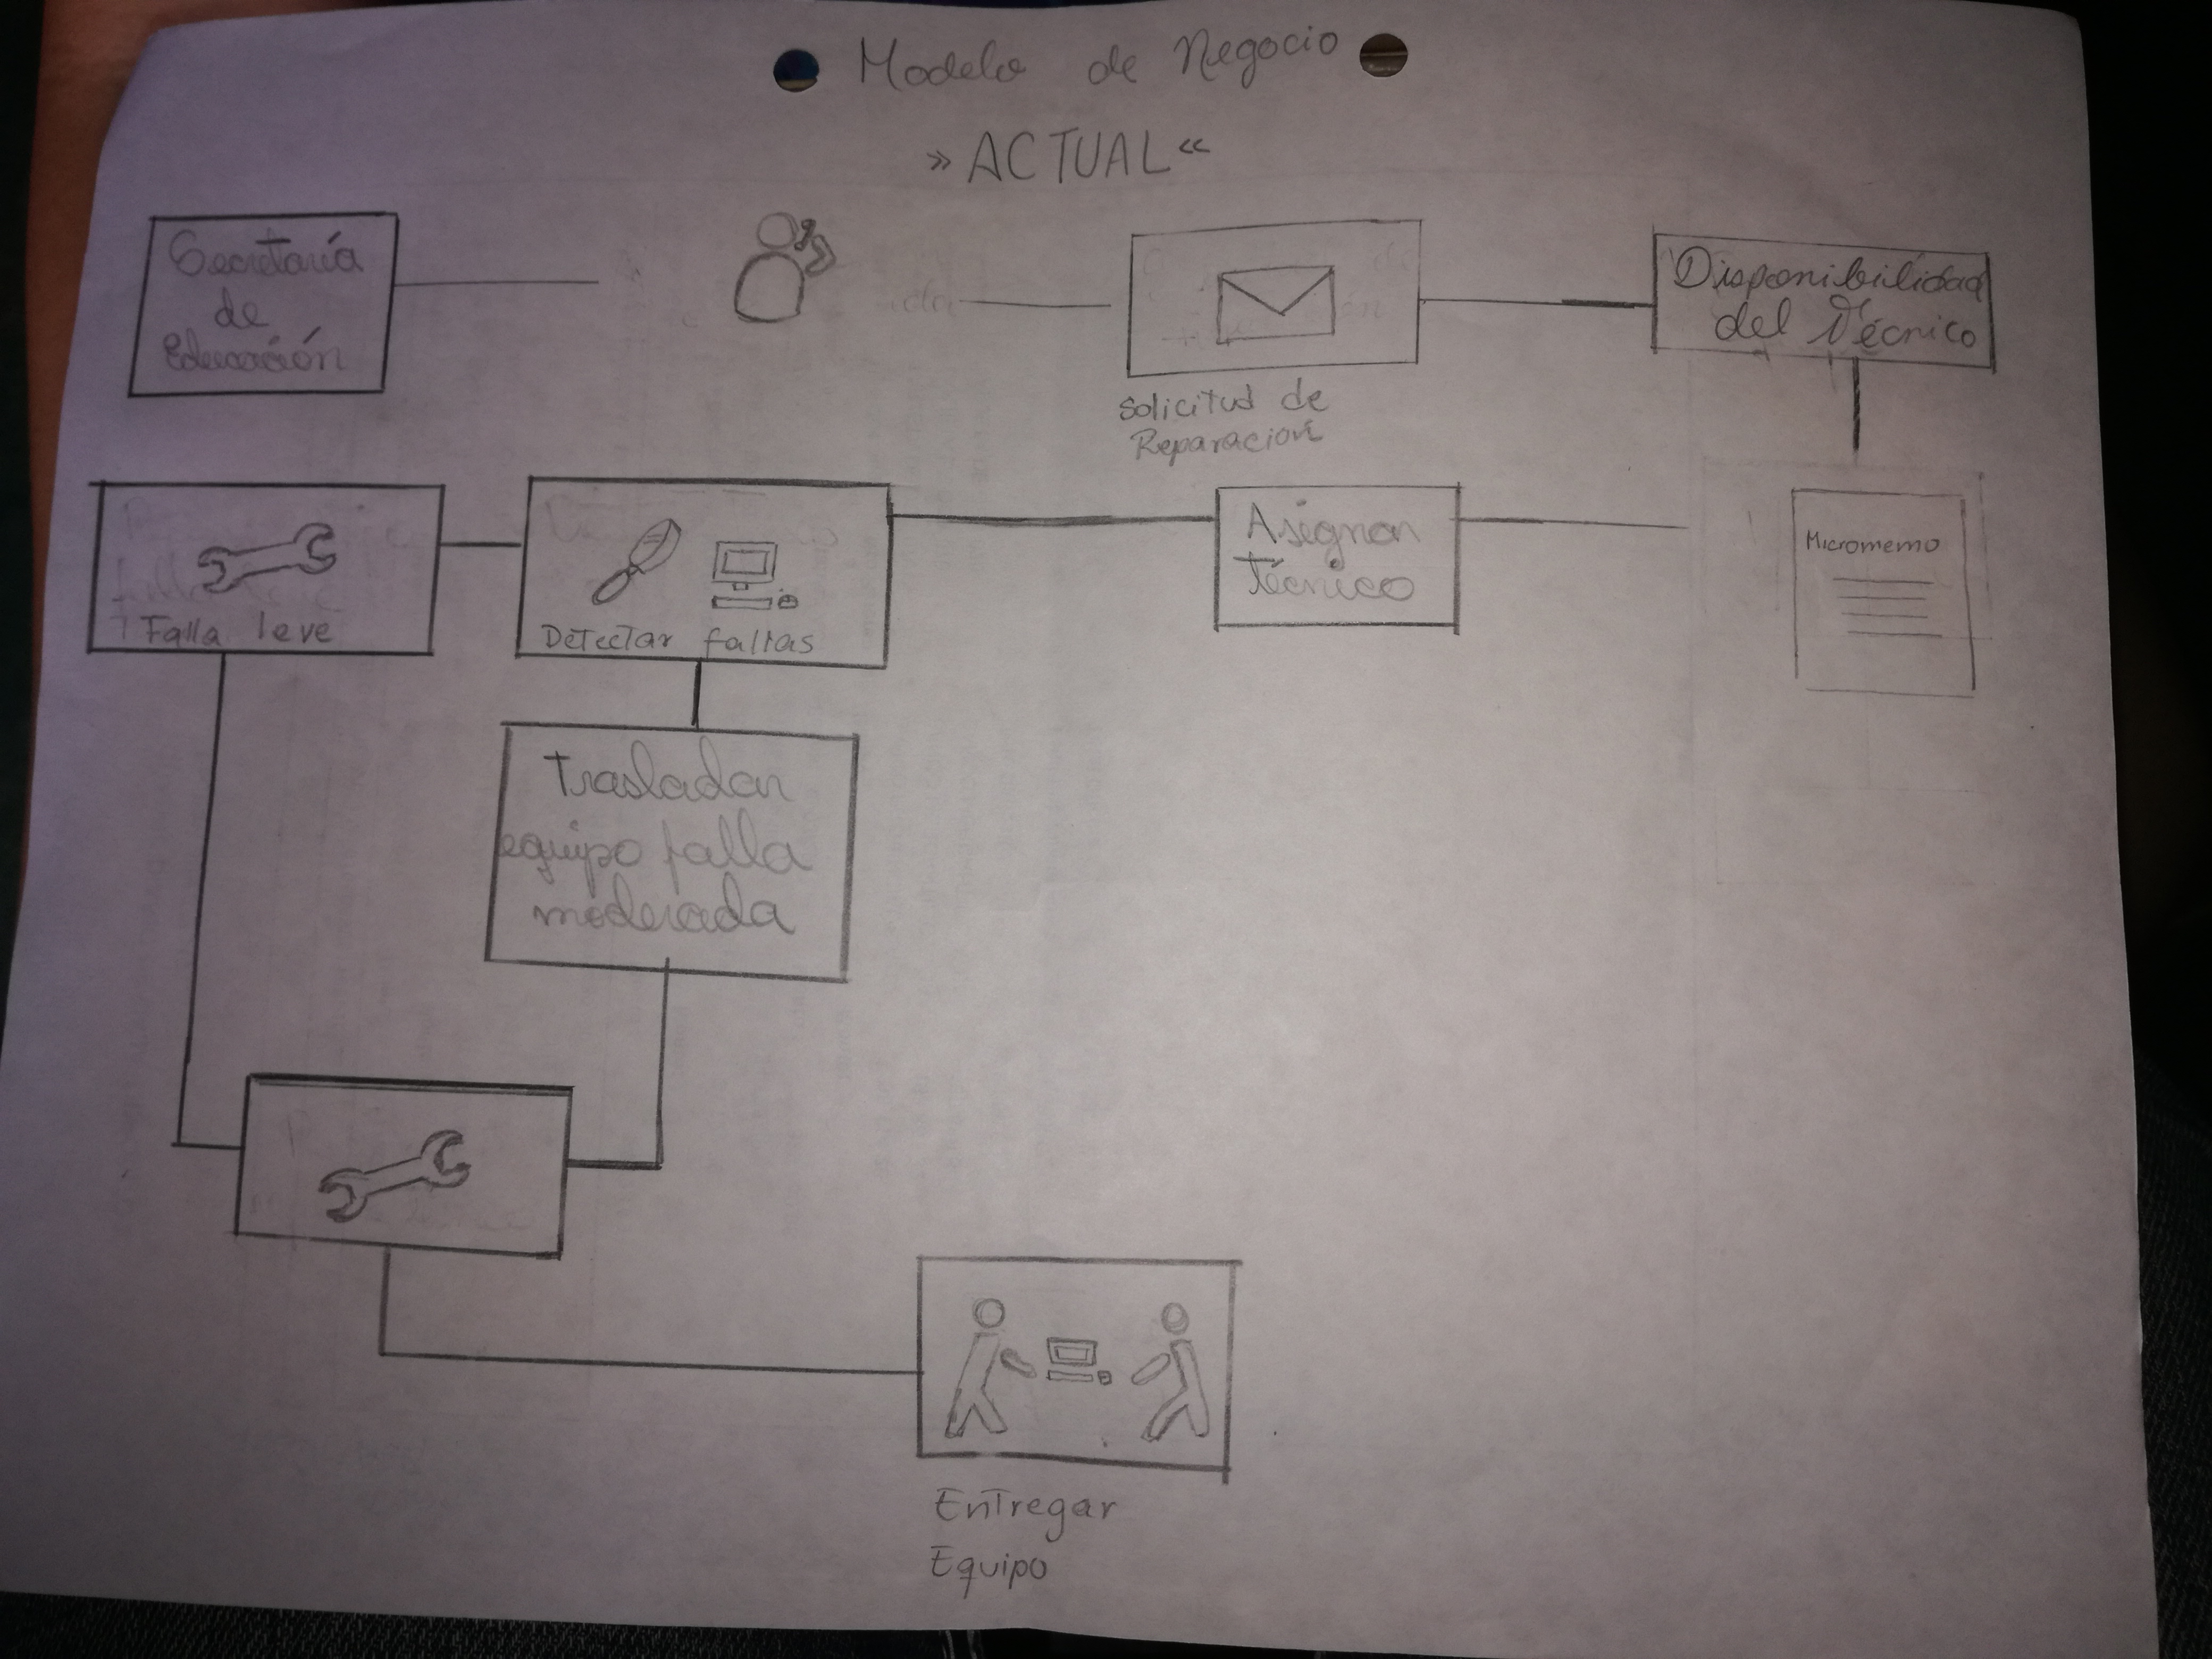 Modelo de Negocio
» ACTUAL «
Secretaría
de
Educación
Solicitud de
Reparación
Disponibilidad
del Técnico
Falla leve
Detectar fallas
Asignar
técnico
Micromemo
Trasladar
equipo falla
moderada
Entregar
Equipo